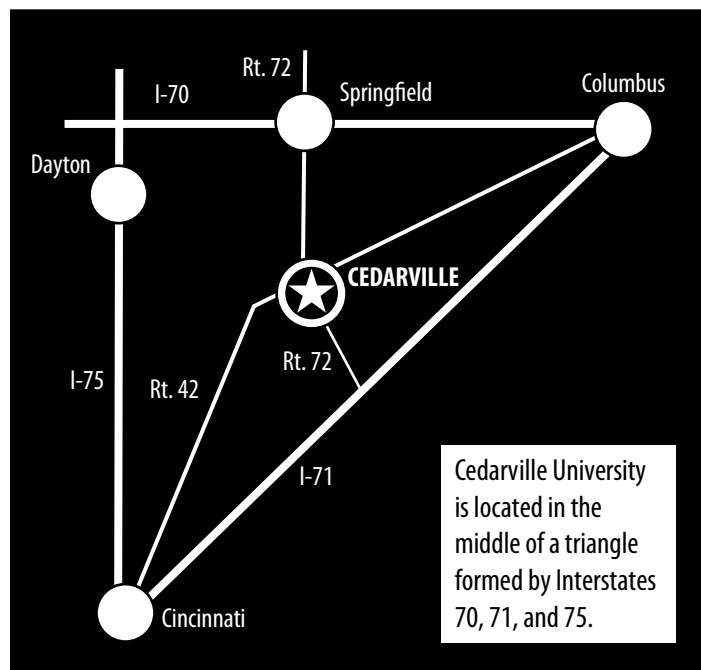 Rt. 72
Columbus
I-70
Springfield
Dayton
CEDARVILLE
Rt. 72
I-75
Rt. 42
I-71
Cedarville University
is located in the
middle of a triangle
formed by Interstates
70, 71, and 75.
Cincinnati